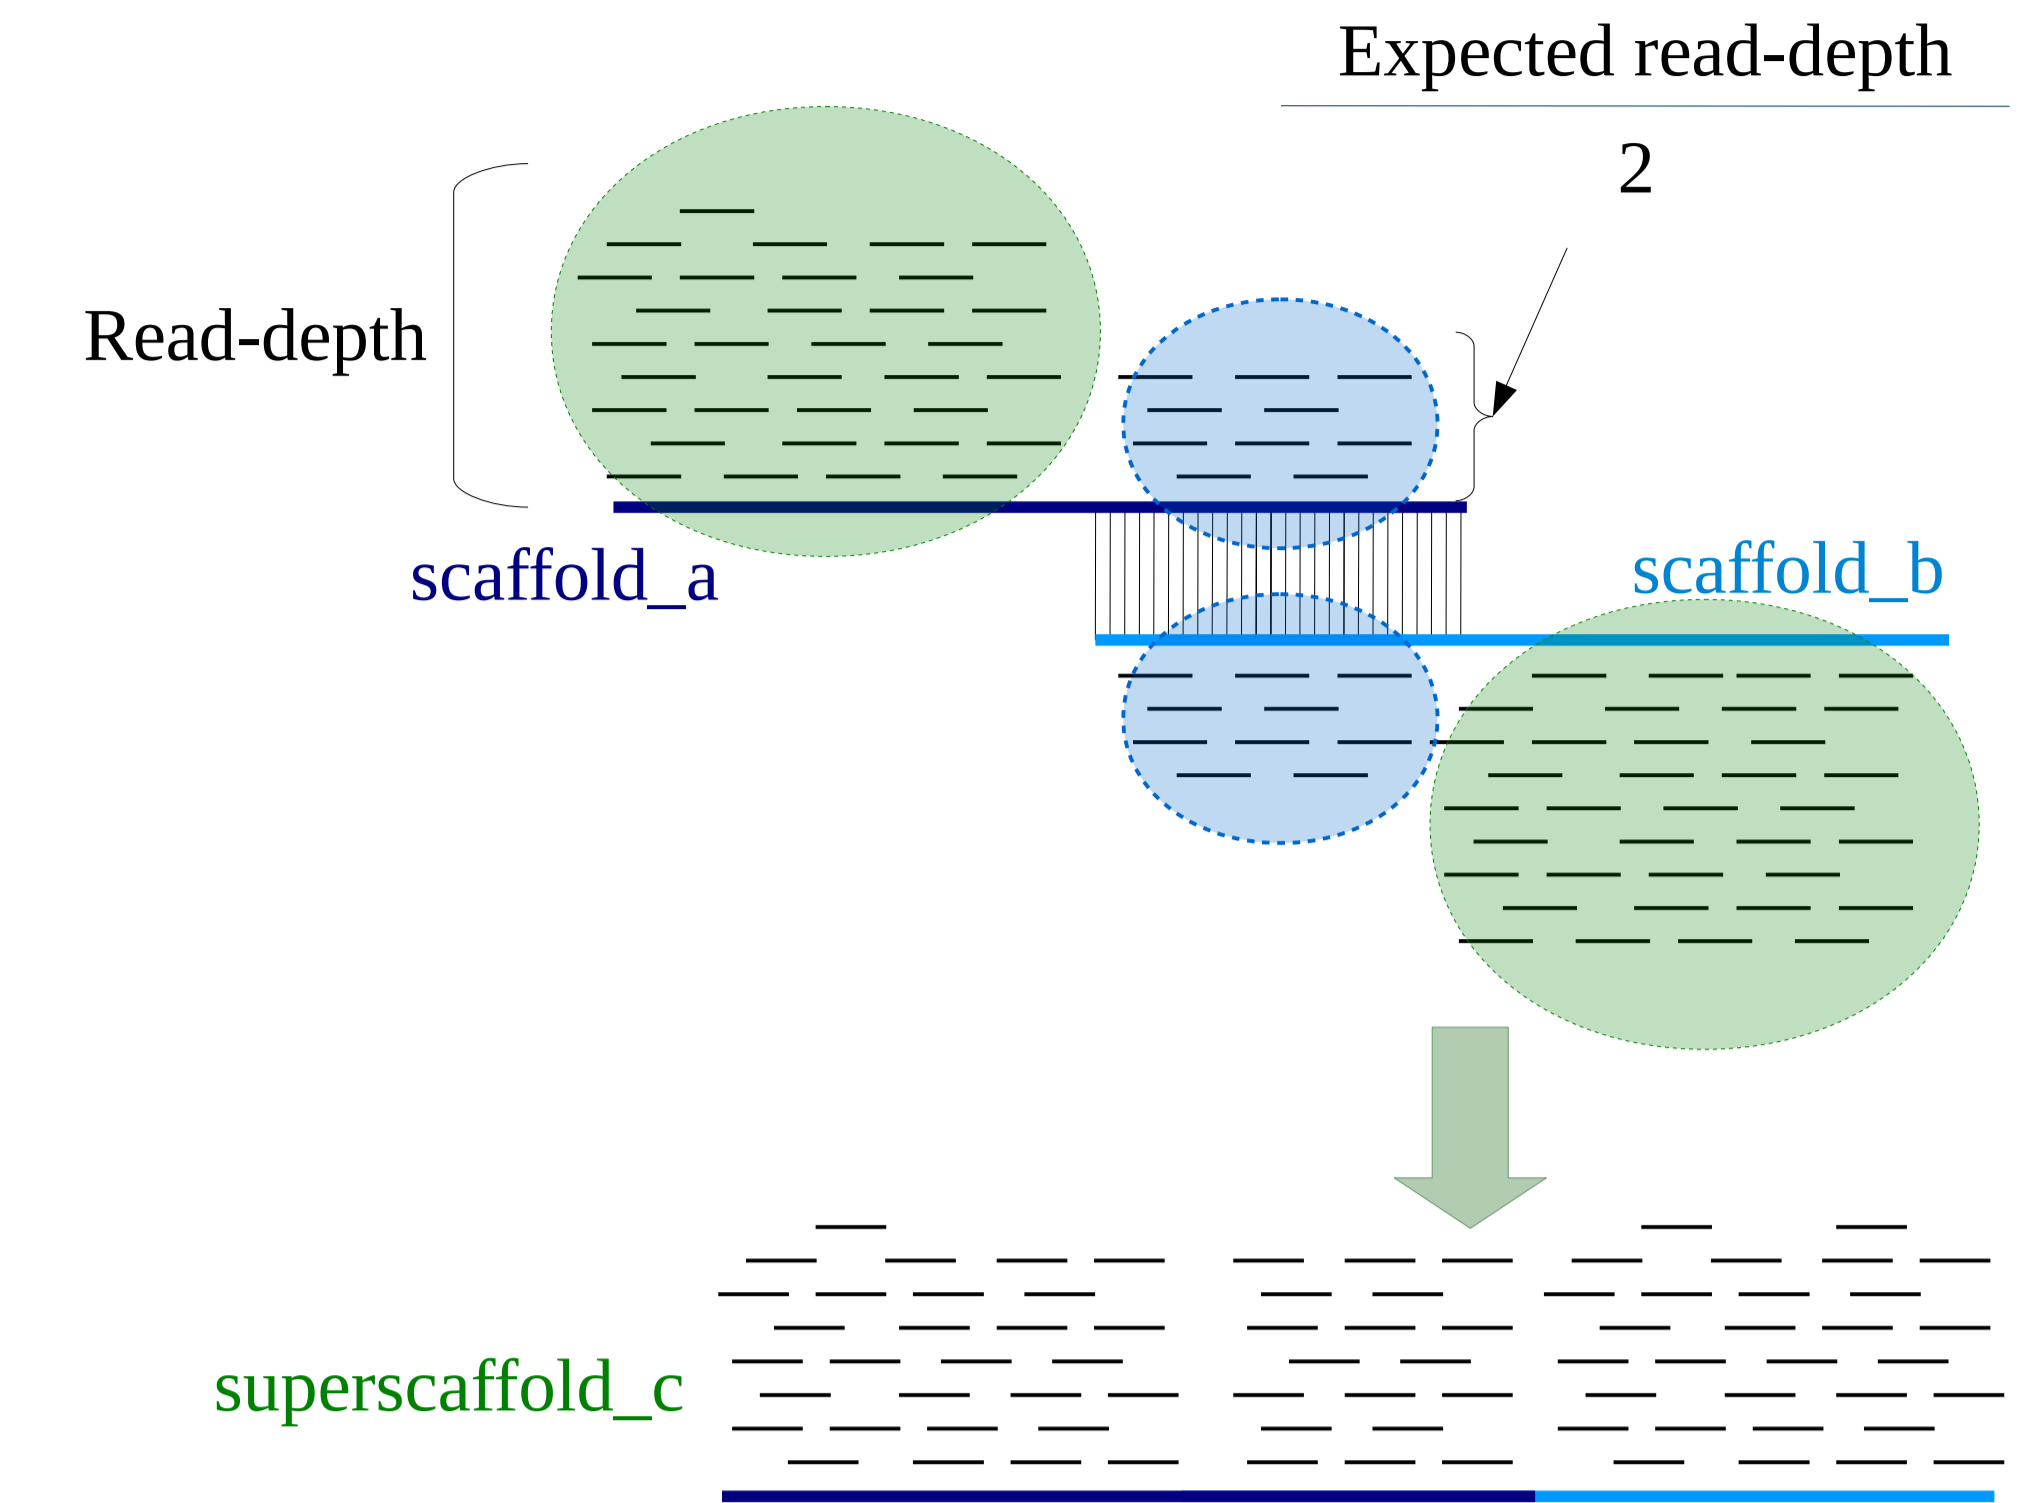 Expected read-depth
2
Read-depth
scaffold_a
scaffold_b
superscaffold_c